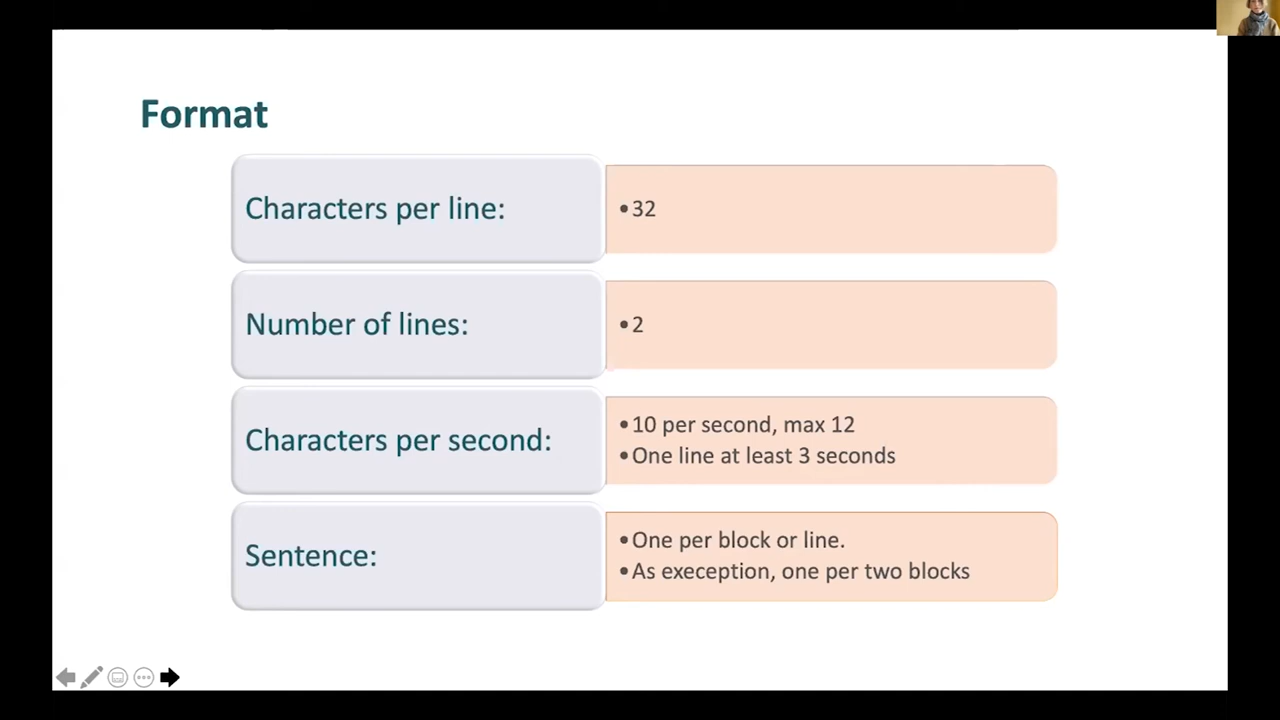 Format
Characters per line:
•32
Number of lines:
•2
Characters per second:
•10 per second, max 12
•One line at least 3 seconds
Sentence:
•One per block or line.
•As exeception, one per two blocks